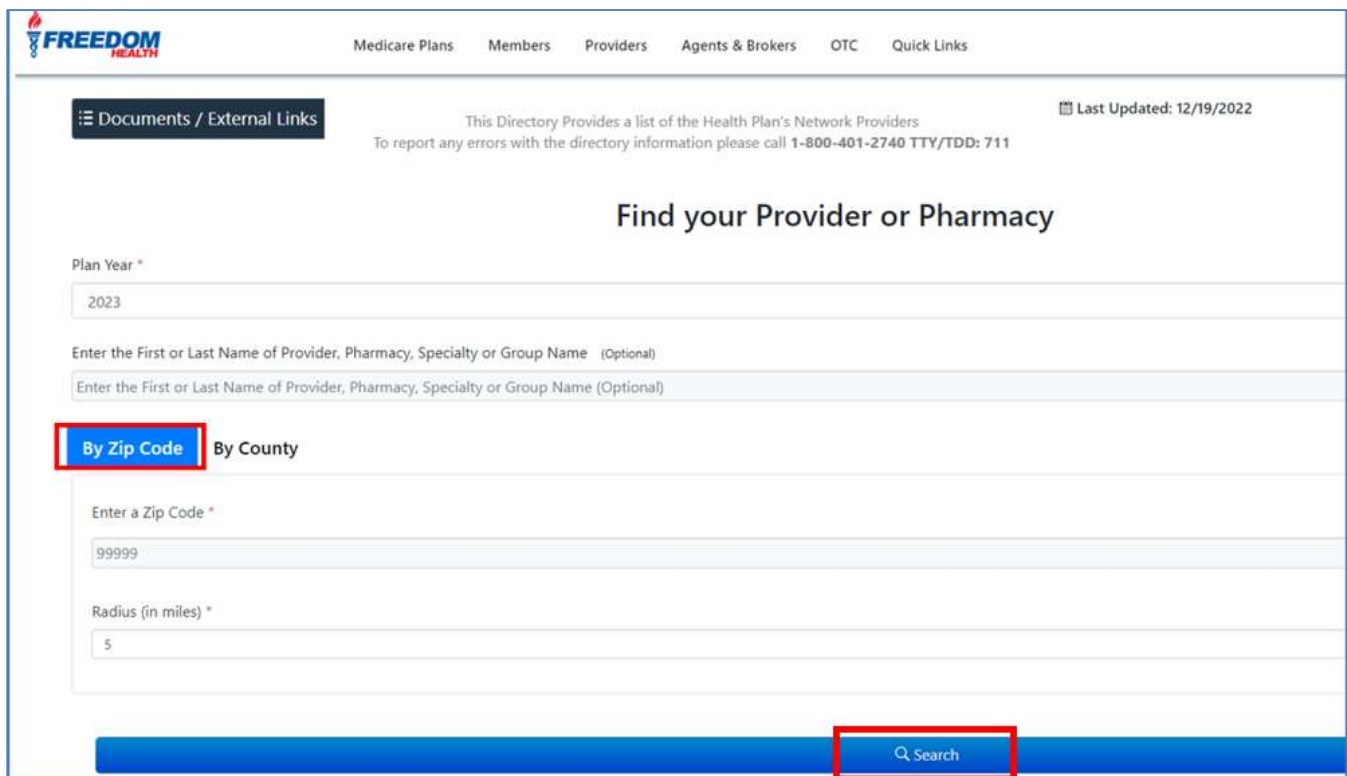 FREEDOM
HEALTH
Medicare Plans Members Providers Agents & Brokers OTC Quick Links
Documents / External Links
This Directory Provides a list of the Health Plan's Network Providers
To report any errors with the directory information please call 1-800-401-2740 TTY/TDD: 711
Last Updated: 12/19/2022
Find your Provider or Pharmacy
Plan Year *
2023
Enter the First or Last Name of Provider, Pharmacy, Specialty or Group Name (Optional)
Enter the First or Last Name of Provider, Pharmacy, Specialty or Group Name (Optional)
By Zip Code By County
Enter a Zip Code *
99999
Radius (in miles) *
5
Search